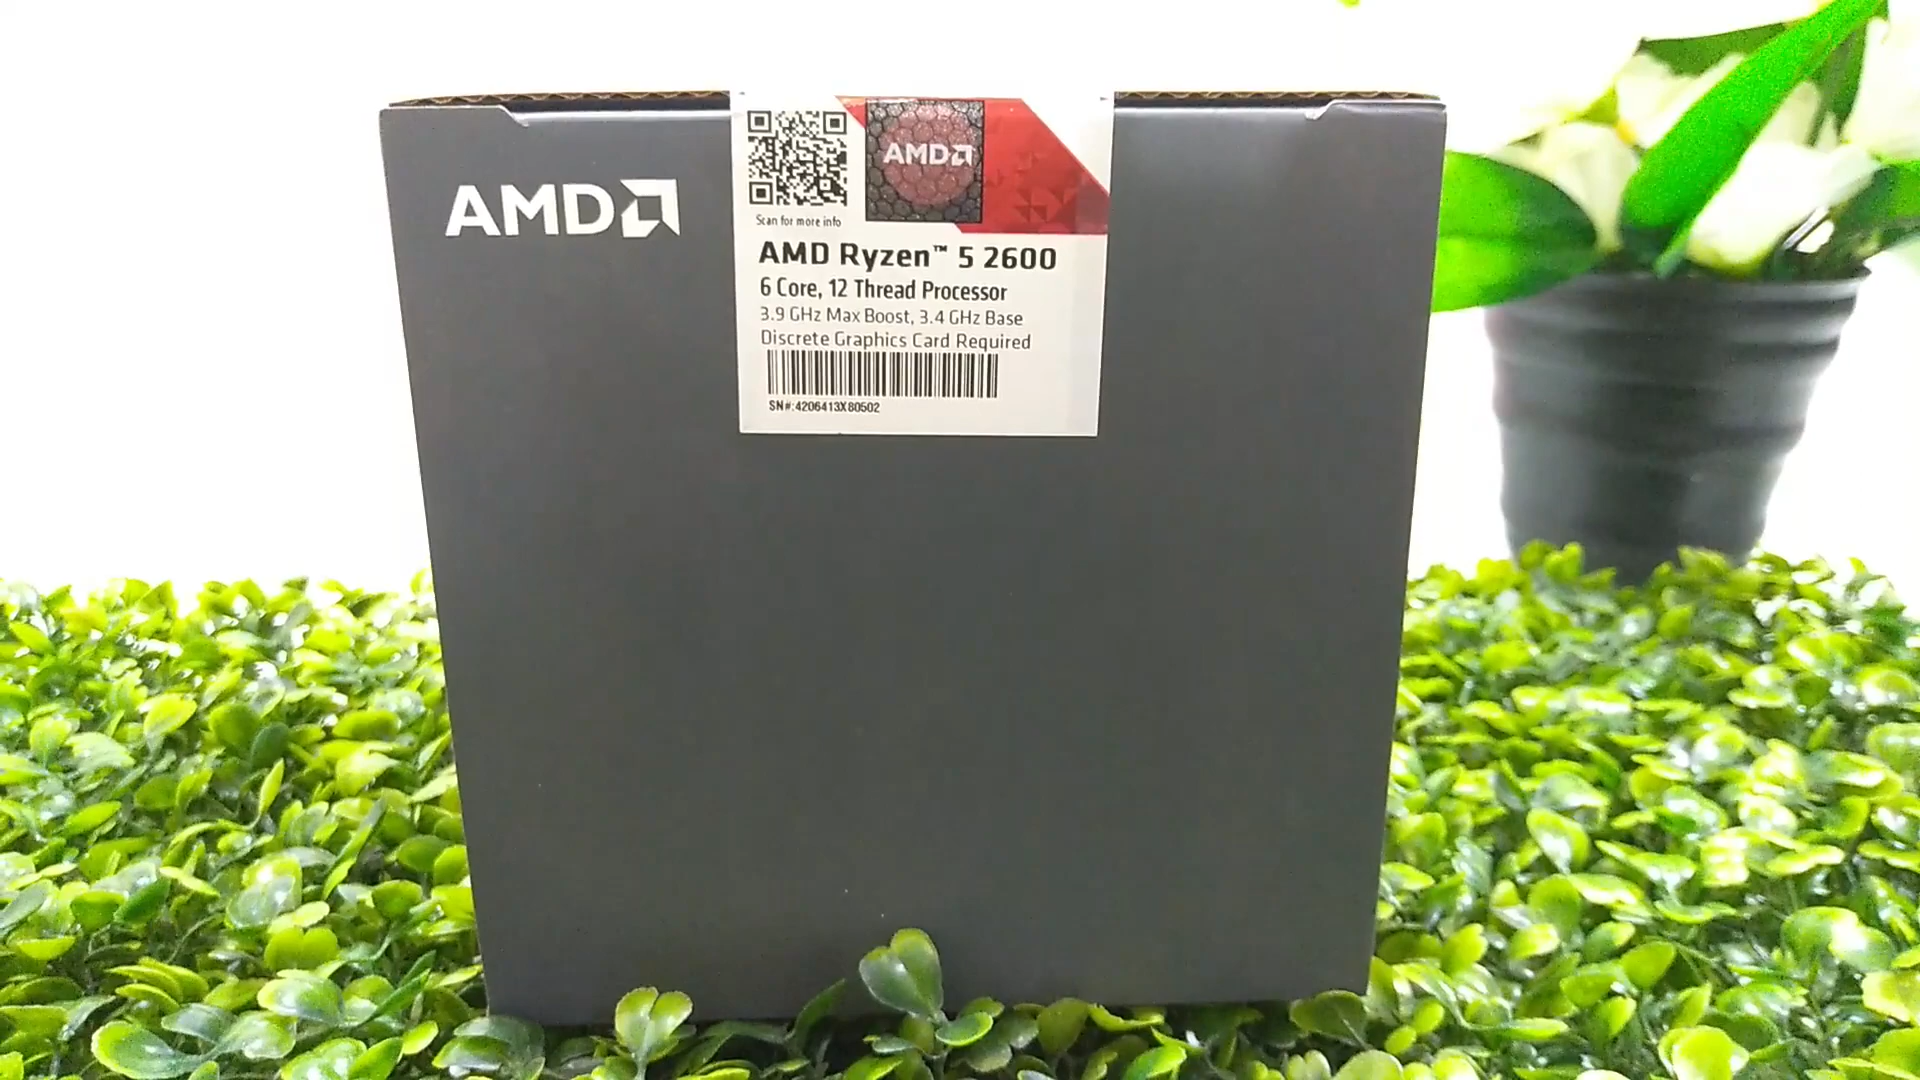 AMD
AMD
Scan for more info
AMD Ryzen™ 5 2600
6 Core, 12 Thread Processor
3.9 GHz Max Boost, 3.4 GHz Base
Discrete Graphics Card Required
SN#:4206413X80502